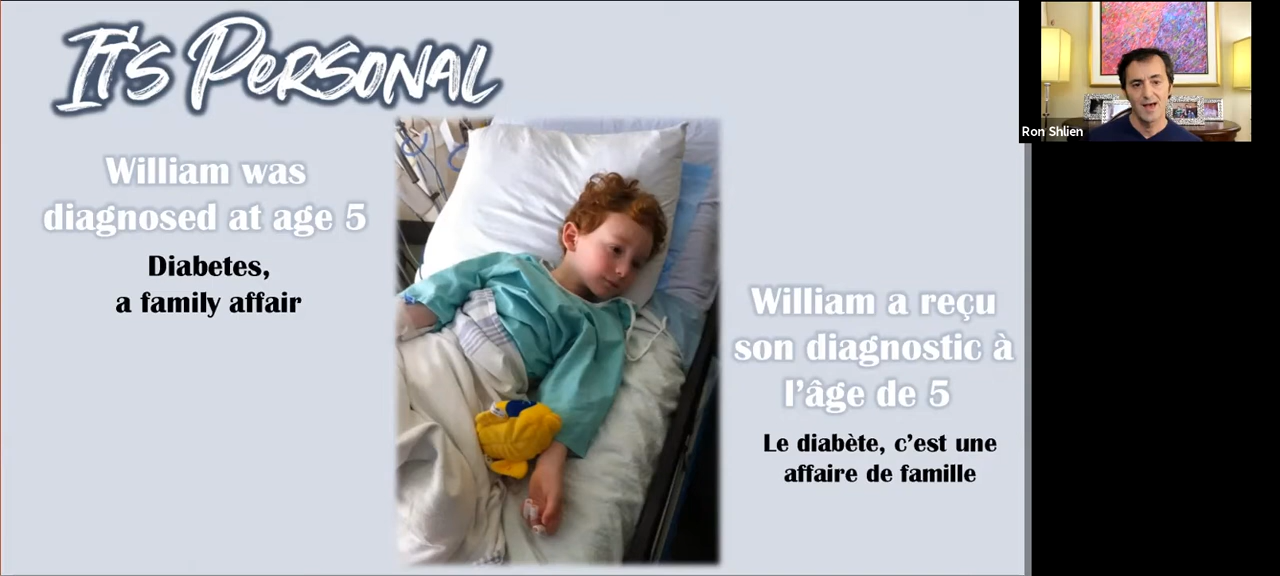 It's Personal
William was
diagnosed at age 5
Diabetes,
a family affair
William a reçu
son diagnostic à
l'âge de 5
Le diabète, c'est une
affaire de famille
Ron Shlien